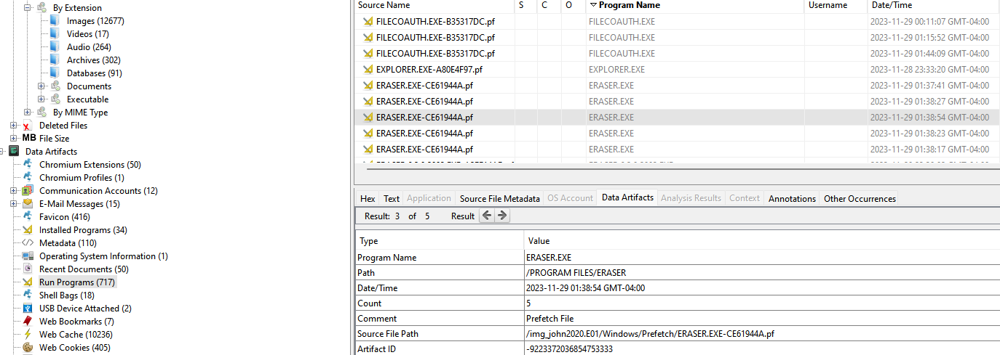 By Extension
Images (12677)
Videos (17)
Audio (264)
Archives (302)
Databases (91)
Documents
Executable
By MIME Type
Deleted Files
MB File Size
Data Artifacts
Chromium Extensions (50)
Chromium Profiles (1)
Communication Accounts (12)
E-Mail Messages (15)
Favicon (416)
Installed Programs (34)
Metadata (110)
Operating System Information (1)
Recent Documents (50)
Run Programs (717)
Shell Bags (18)
USB Device Attached (2)
Web Bookmarks (7)
Web Cache (10236)
Web Cookies (405)
Source Name S C O Program Name Username Date/Time
FILECOAUTH.EXE-B35317DC.pf FILECOAUTH.EXE 2023-11-29 00:11:07 GMT-04:00
FILECOAUTH.EXE-B35317DC.pf FILECOAUTH.EXE 2023-11-29 01:15:52 GMT-04:00
FILECOAUTH.EXE-B35317DC.pf FILECOAUTH.EXE 2023-11-29 01:44:09 GMT-04:00
EXPLORER.EXE-A80E4F97.pf EXPLORER.EXE 2023-11-28 23:33:20 GMT-04:00
ERASER.EXE-CE61944A.pf ERASER.EXE 2023-11-29 01:37:41 GMT-04:00
ERASER.EXE-CE61944A.pf ERASER.EXE 2023-11-29 01:38:27 GMT-04:00
ERASER.EXE-CE61944A.pf ERASER.EXE 2023-11-29 01:38:54 GMT-04:00
ERASER.EXE-CE61944A.pf ERASER.EXE 2023-11-29 01:38:23 GMT-04:00
ERASER.EXE-CE61944A.pf ERASER.EXE 2023-11-29 01:38:17 GMT-04:00
Hex Text Application Source File Metadata OS Account Data Artifacts Analysis Results Context Annotations Other Occurrences
Result: 3 of 5 Result
Type Value
Program Name ERASER.EXE
Path /PROGRAM FILES/ERASER
Date/Time 2023-11-29 01:38:54 GMT-04:00
Count 5
Comment Prefetch File
Source File Path /img_john2020.E01/Windows/Prefetch/ERASER.EXE-CE61944A.pf
Artifact ID -9223372036854753333